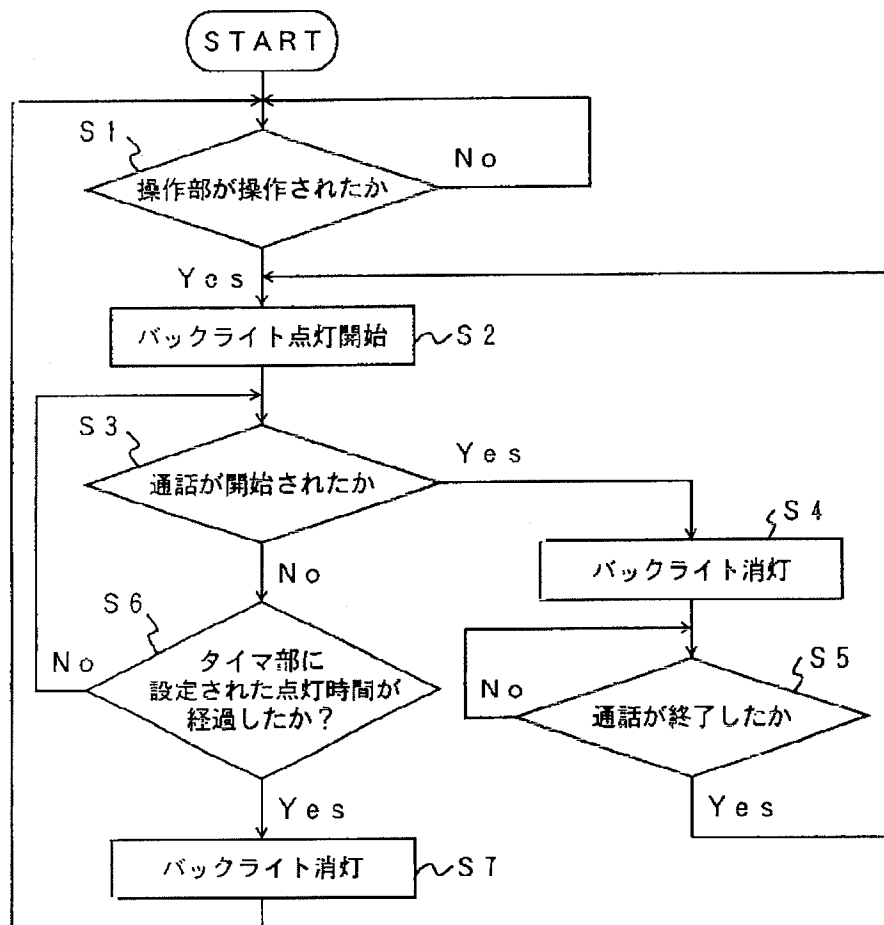 START
S1
操作部が操作されたか
No
Yes
バックライト点灯開始
S2
S3
通話が開始されたか
Yes
No
S4
バックライト消灯
S6
タイマ部に
設定された点灯時間が
経過したか?
No
S5
通話が終了したか
No
Yes
Yes
バックライト消灯
S7